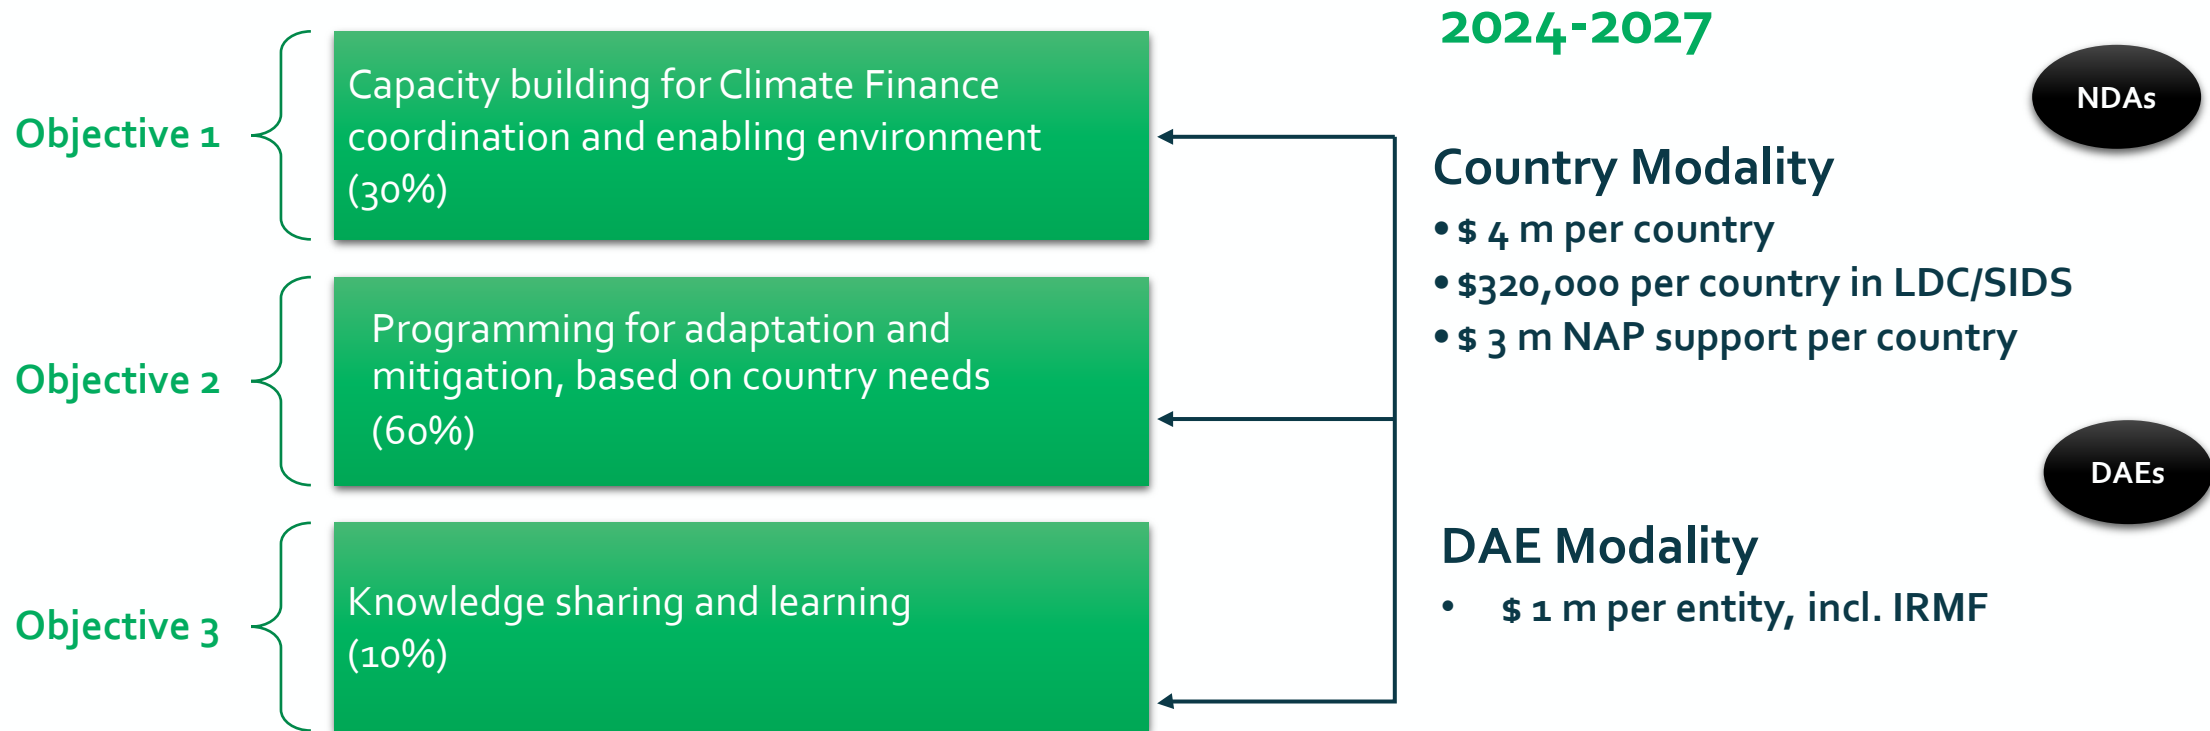 Objective 1
Capacity building for Climate Finance
coordination and enabling environment
(30%)
Objective 2
Programming for adaptation and
mitigation, based on country needs
(60%)
Objective 3
Knowledge sharing and learning
(10%)
2024-2027
NDAs
Country Modality
• $ 4 m per country
• $320,000 per country in LDC/SIDS
• $ 3 m NAP support per country
DAEs
DAE Modality
• $ 1 m per entity, incl. IRMF